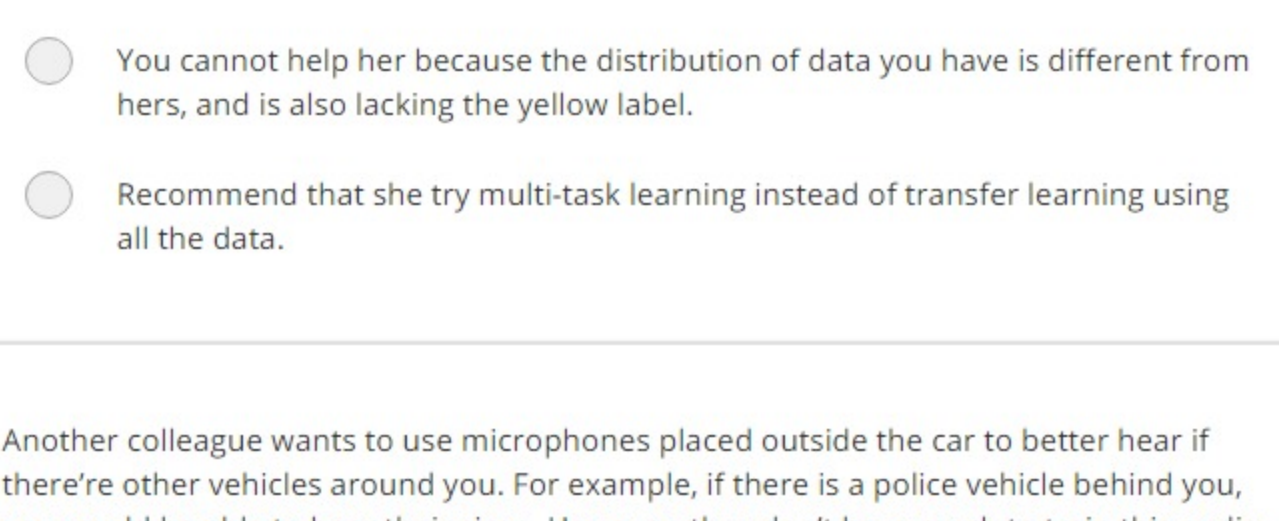 You cannot help her because the distribution of data you have is different from
hers, and is also lacking the yellow label.
Recommend that she try multi-task learning instead of transfer learning using
all the data.
Another colleague wants to use microphones placed outside the car to better hear if
there’re other vehicles around you. For example, if there is a police vehicle behind you,